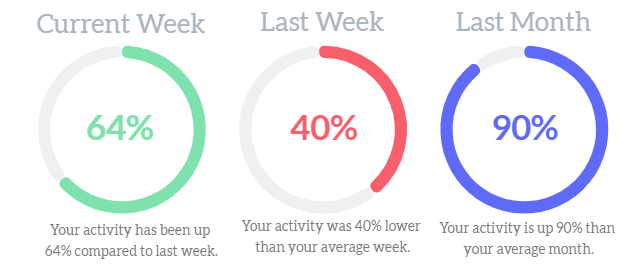 Current Week
64%
Your activity has been up
64% compared to last week.
Last Week
40%
Your activity was 40% lower
than your average week.
Last Month
90%
Your activity is up 90% than
your average month.